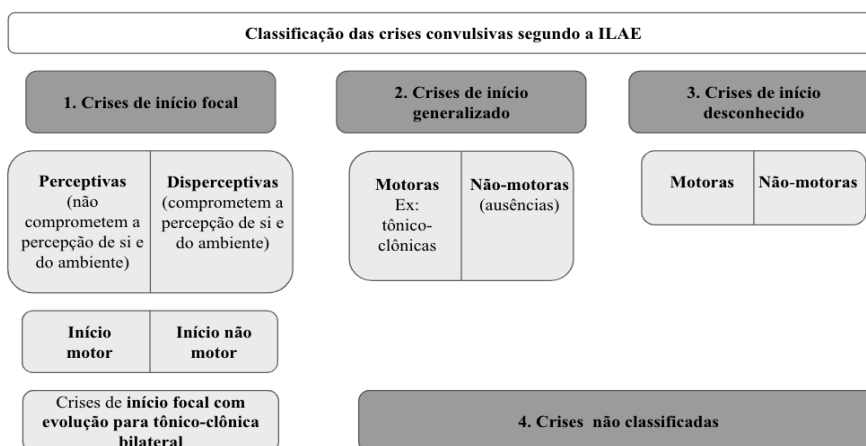 Classificação das crises convulsivas segundo a ILAE
1. Crises de início focal
2. Crises de início
generalizado
3. Crises de início
desconhecido
Perceptivas
(não
comprometem a
percepção de si e
do ambiente)
Disperceptivas
(comprometem a
percepção de si e
do ambiente)
Motoras
Ex:
tônico-
clônicas
Não-motoras
(ausências)
Motoras
Não-motoras
Início
motor
Início não
motor
Crises de início focal com
evolução para tônico-clônica
bilateral
4. Crises não classificadas